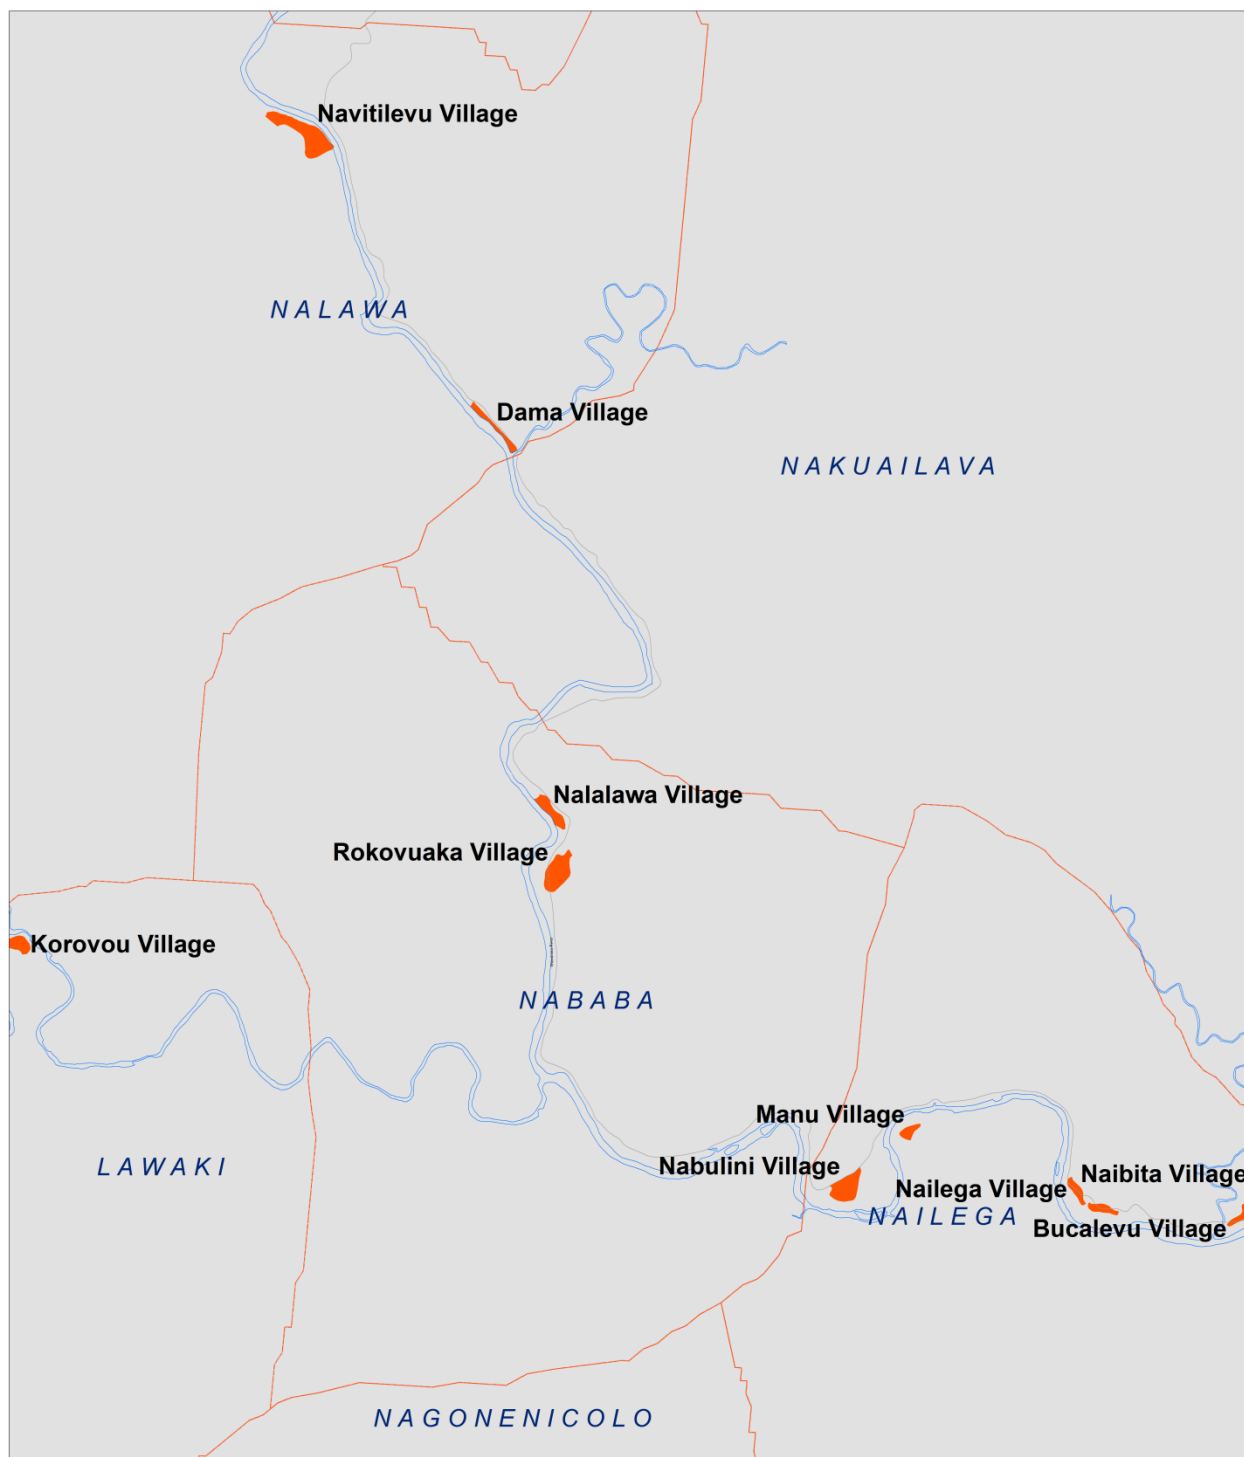 Navitilevu Village
NALAWA
Dama Village
NAKUAILAVA
Nalalawa Village
Rokovuaka Village
Korovou Village
NABABA
Manu Village
Nabulini Village
LAWAKI
Naibita Village
Nailega Village
NAILEGA
Bucalevu Village
NAGONENICOLO